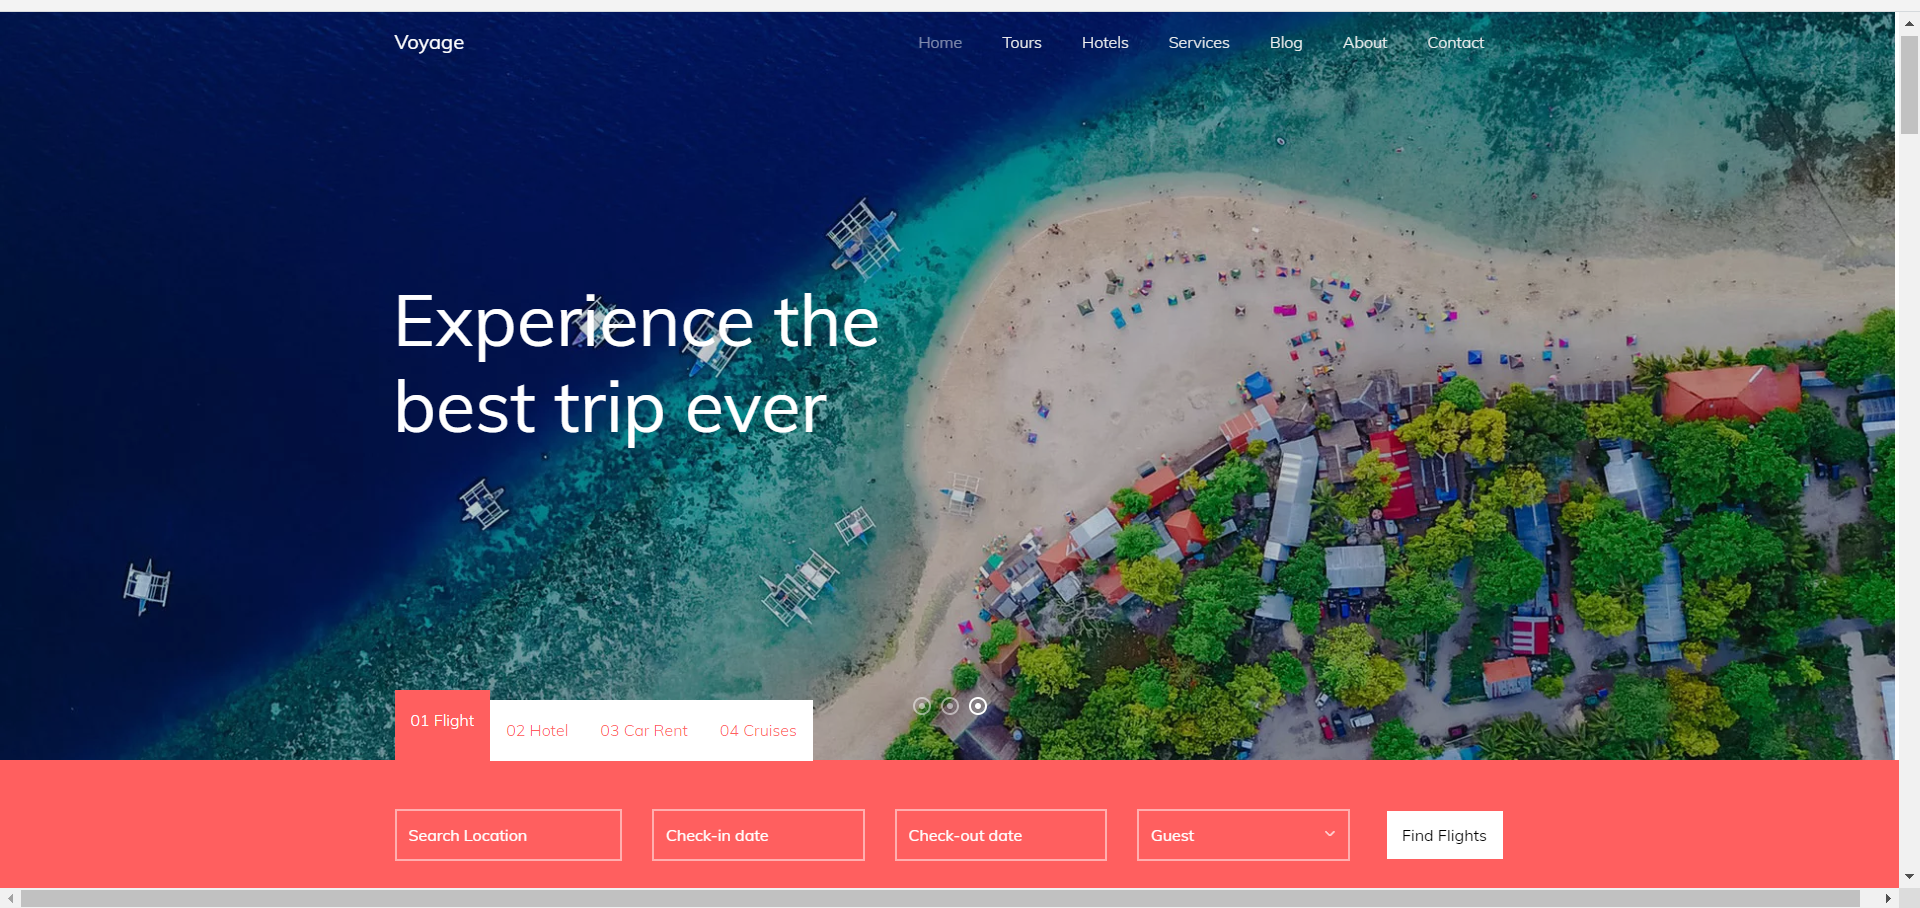 Voyage
Home Tours Hotels Services Blog About Contact
Experience the
best trip ever
01 Flight
02 Hotel 03 Car Rent 04 Cruises
Search Location Check-in date Check-out date Guest Find Flights